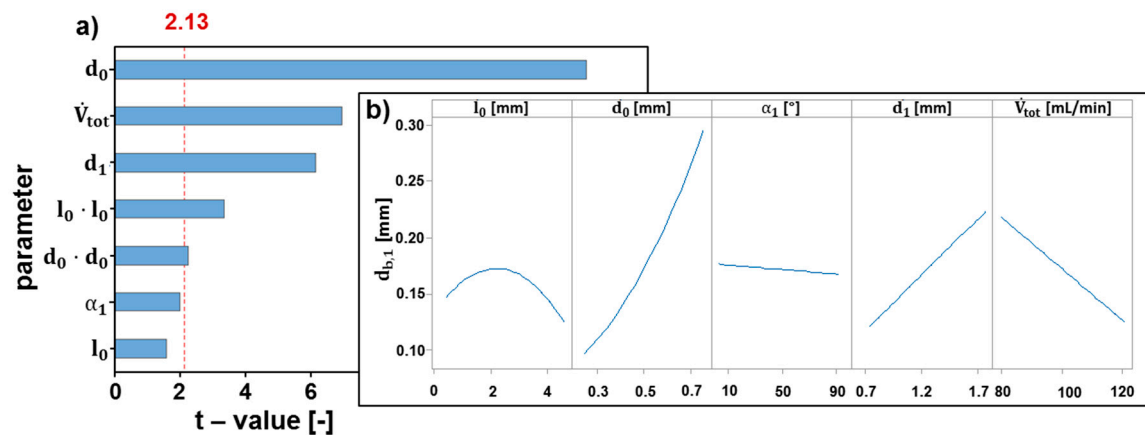 2.13
a)
d₀
V̇tot
d₁
l₀ · l₀
d₀ · d₀
α₁
l₀
parameter
0 2 4 6
t – value [-]
b)
l₀ [mm] d₀ [mm] α₁ [°] d₁ [mm] V̇tot [mL/min]
0.30
0.25
0.20
0.15
0.10
d_b,1 [mm]
0 2 4 0.3 0.5 0.7 10 50 90 0.7 1.2 1.7 80 100 120